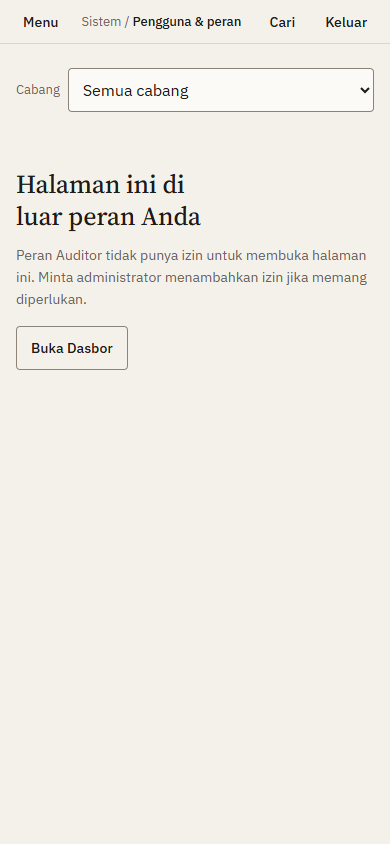 Menu Sistem / Pengguna & peran Cari Keluar
Cabang Semua cabang
Halaman ini di
luar peran Anda
Peran Auditor tidak punya izin untuk membuka halaman
ini. Minta administrator menambahkan izin jika memang
diperlukan.
Buka Dasbor